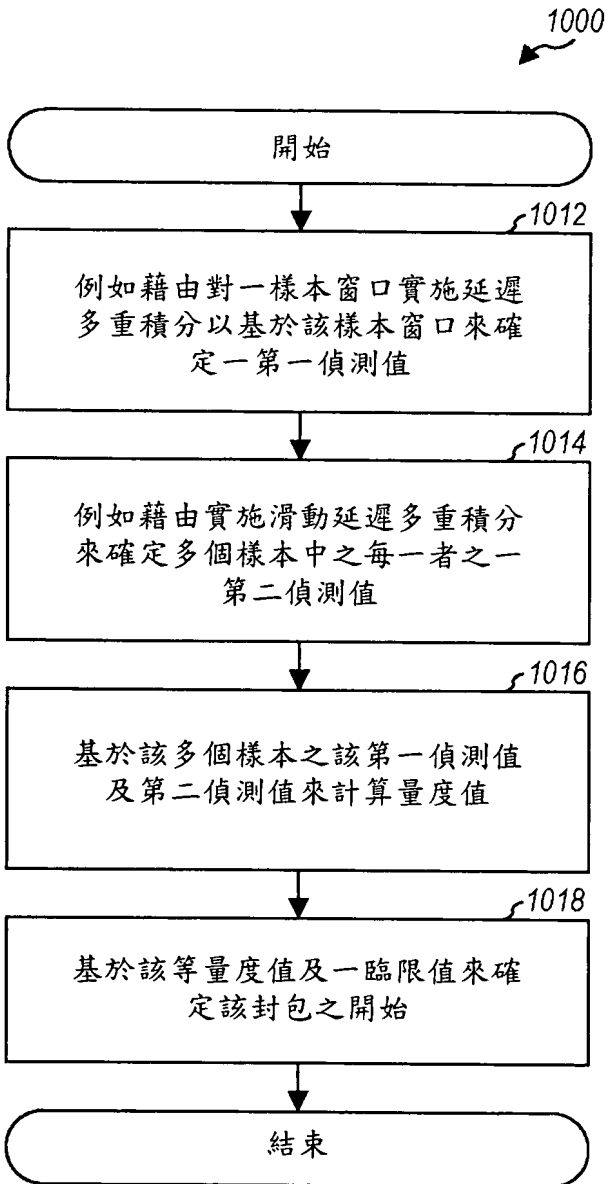 1000
開始
1012
例如藉由對一樣本窗口實施延遲
多重積分以基於該樣本窗口來確
定一第一偵測值
1014
例如藉由實施滑動延遲多重積分
來確定多個樣本中之每一者之一
第二偵測值
1016
基於該多個樣本之該第一偵測值
及第二偵測值來計算量度值
1018
基於該等量度值及一臨限值來確
定該封包之開始
結束